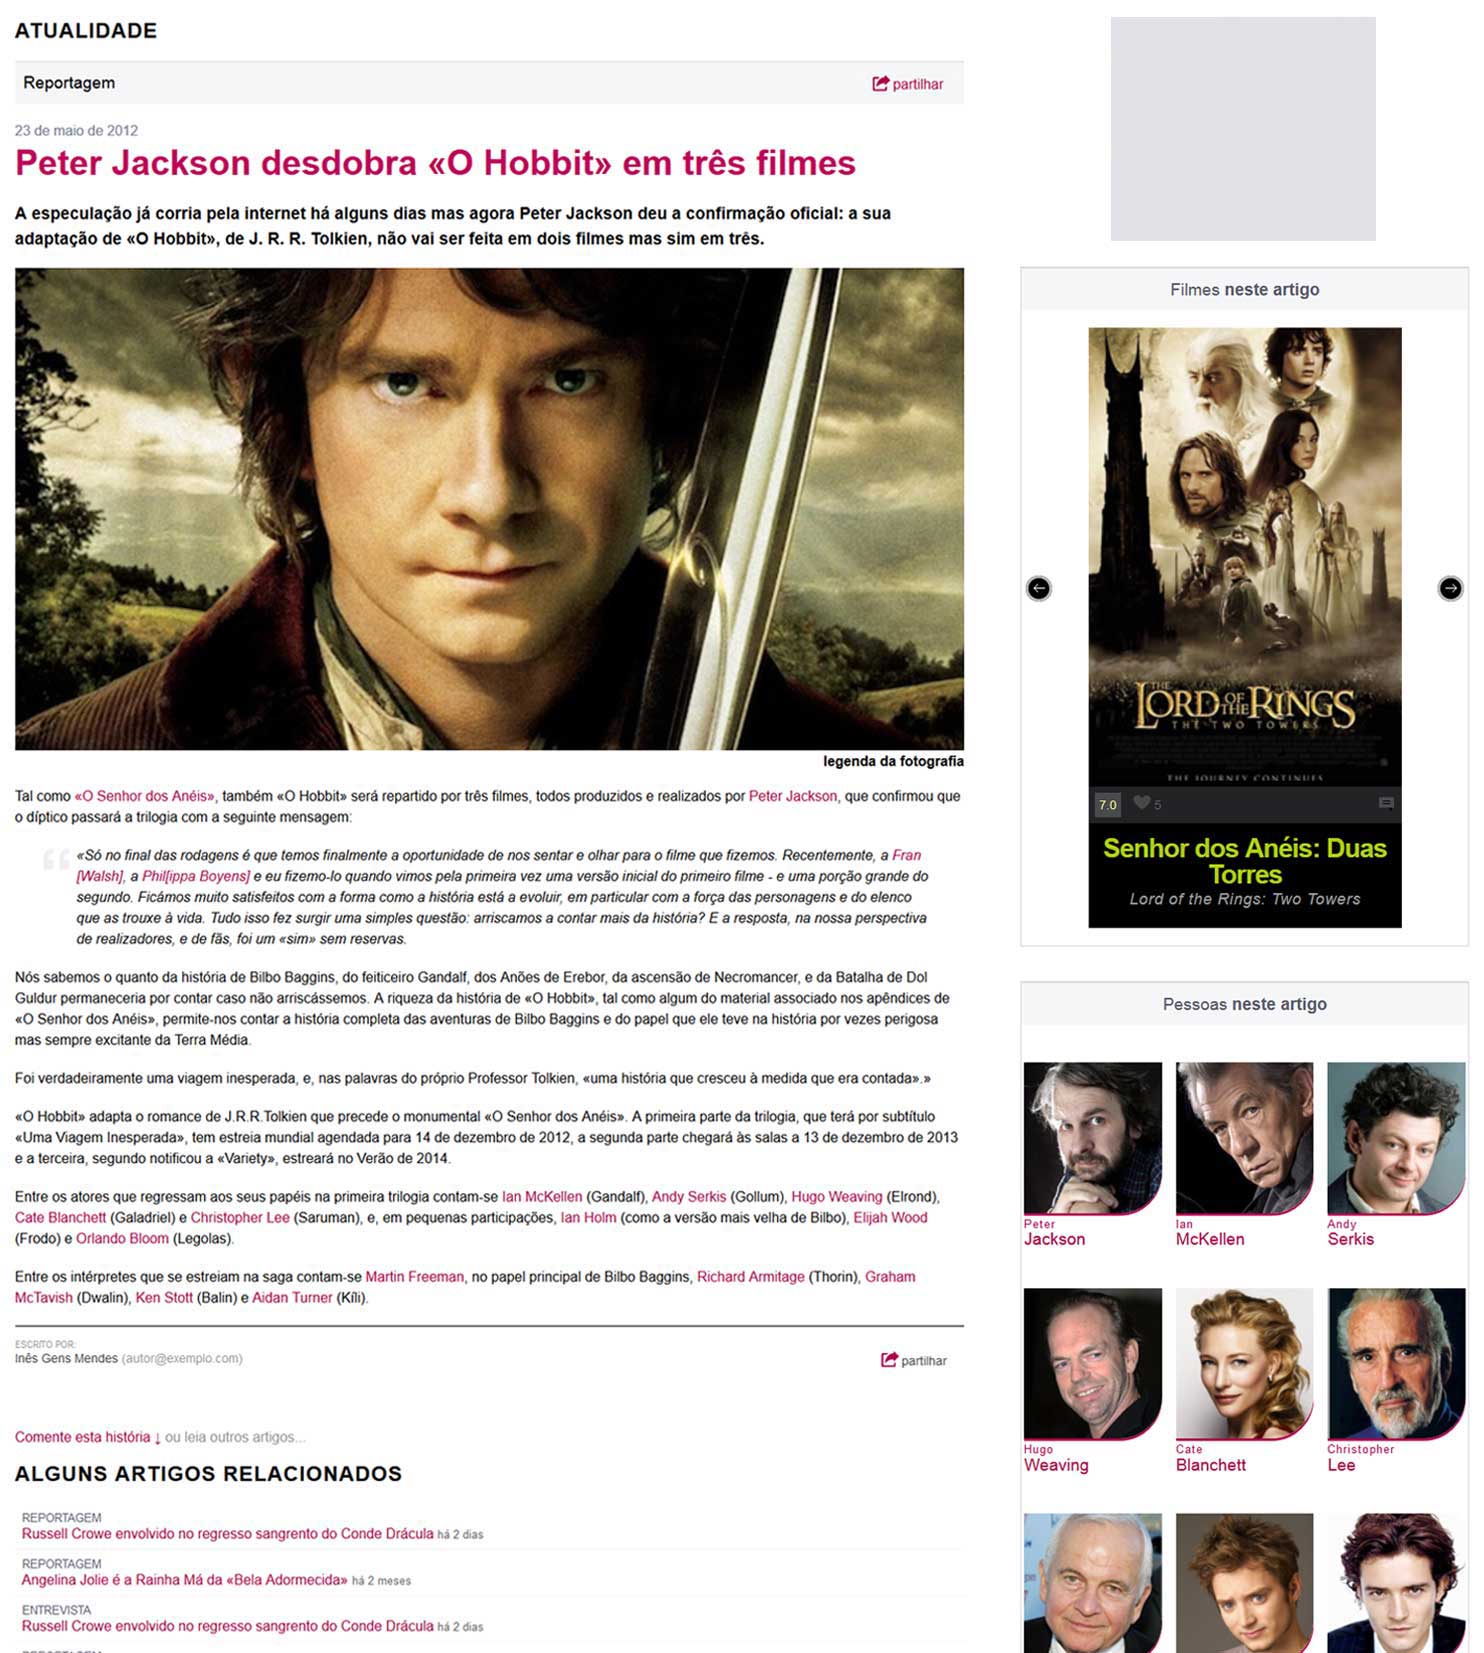 ATUALIDADE
Reportagem
partilhar
23 de maio de 2012
Peter Jackson desdobra «O Hobbit» em três filmes
A especulação já corria pela internet há alguns dias mas agora Peter Jackson deu a confirmação oficial: a sua
adaptação de «O Hobbit», de J. R. R. Tolkien, não vai ser feita em dois filmes mas sim em três.
legenda da fotografia
Tal como «O Senhor dos Anéis», também «O Hobbit» será repartido por três filmes, todos produzidos e realizados por Peter Jackson, que confirmou que
o díptico passará a trilogia com a seguinte mensagem:
«Só no final das rodagens é que temos finalmente a oportunidade de nos sentar e olhar para o filme que fizemos. Recentemente, a Fran
[Walsh], a Phil[ippa Boyens] e eu fizemo-lo quando vimos pela primeira vez uma versão inicial do primeiro filme - e uma porção grande do
segundo. Ficámos muito satisfeitos com a forma como a história está a evoluir, em particular com a força das personagens e do elenco
que as trouxe à vida. Tudo isso fez surgir uma simples questão: arriscamos a contar mais da história? E a resposta, na nossa perspectiva
de realizadores, e de fãs, foi um «sim» sem reservas.
Nós sabemos o quanto da história de Bilbo Baggins, do feiticeiro Gandalf, dos Anões de Erebor, da ascensão de Necromancer, e da Batalha de Dol
Guldur permaneceria por contar caso não arriscássemos. A riqueza da história de «O Hobbit», tal como algum do material associado nos apêndices de
«O Senhor dos Anéis», permite-nos contar a história completa das aventuras de Bilbo Baggins e do papel que ele teve na história por vezes perigosa
mas sempre excitante da Terra Média.
Foi verdadeiramente uma viagem inesperada, e, nas palavras do próprio Professor Tolkien, «uma história que cresceu à medida que era contada».»
«O Hobbit» adapta o romance de J.R.R.Tolkien que precede o monumental «O Senhor dos Anéis». A primeira parte da trilogia, que terá por subtítulo
«Uma Viagem Inesperada», tem estreia mundial agendada para 14 de dezembro de 2012, a segunda parte chegará às salas a 13 de dezembro de 2013
e a terceira, segundo notificou a «Variety», estreará no Verão de 2014.
Entre os atores que regressam aos seus papéis na primeira trilogia contam-se Ian McKellen (Gandalf), Andy Serkis (Gollum), Hugo Weaving (Elrond),
Cate Blanchett (Galadriel) e Christopher Lee (Saruman), e, em pequenas participações, Ian Holm (como a versão mais velha de Bilbo), Elijah Wood
(Frodo) e Orlando Bloom (Legolas).
Entre os intérpretes que se estreiam na saga contam-se Martin Freeman, no papel principal de Bilbo Baggins, Richard Armitage (Thorin), Graham
McTavish (Dwalin), Ken Stott (Balin) e Aidan Turner (Kíli).
ESCRITO POR:
Inês Gens Mendes (autor@exemplo.com)
partilhar
Comente esta história ↓ ou leia outros artigos...
ALGUNS ARTIGOS RELACIONADOS
REPORTAGEM
Russell Crowe envolvido no regresso sangrento do Conde Drácula há 2 dias
REPORTAGEM
Angelina Jolie é a Rainha Má da «Bela Adormecida» há 2 meses
ENTREVISTA
Russell Crowe envolvido no regresso sangrento do Conde Drácula há 2 dias
Filmes neste artigo
THE
LORD OF THE RINGS
THE TWO TOWERS
THE JOURNEY CONTINUES
7.0
5
Senhor dos Anéis: Duas
Torres
Lord of the Rings: Two Towers
Pessoas neste artigo
Peter
Jackson
Ian
McKellen
Andy
Serkis
Hugo
Weaving
Cate
Blanchett
Christopher
Lee